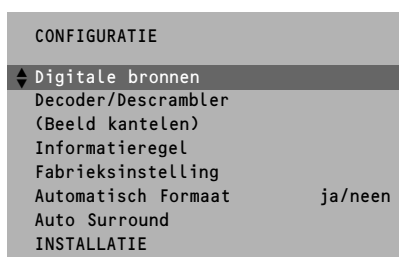 CONFIGURATIE
Digitale bronnen
Decoder/Descrambler
(Beeld kantelen)
Informatieregel
Fabrieksinstelling
Automatisch Formaat ja/neen
Auto Surround
INSTALLATIE